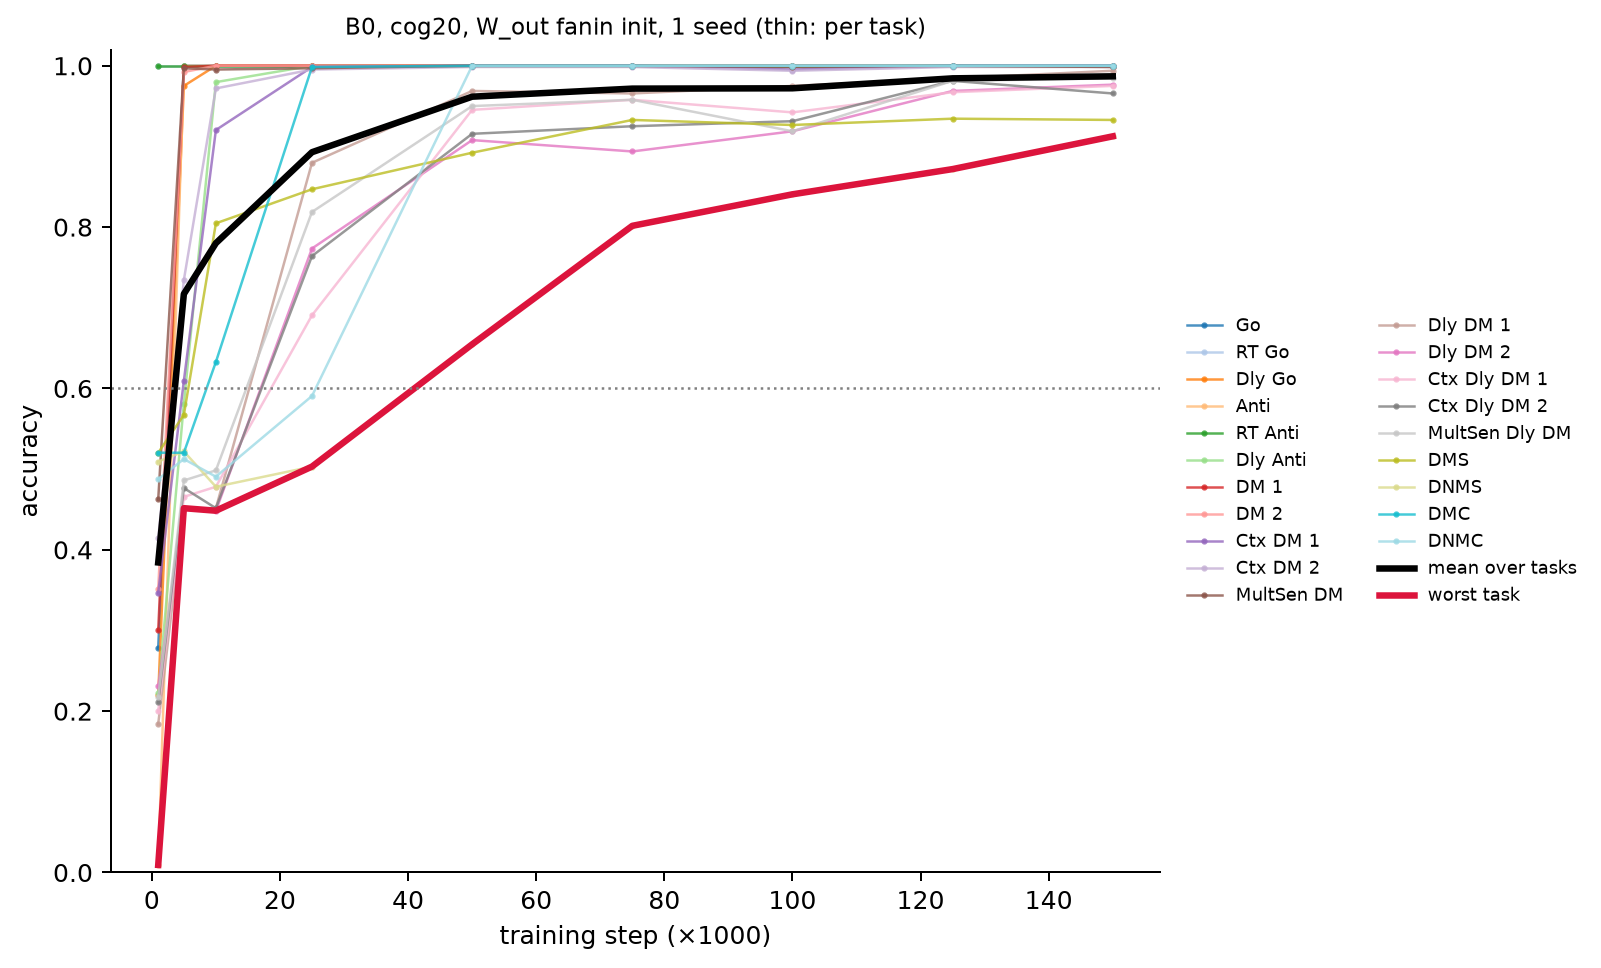 B0, cog20, W_out fanin init, 1 seed (thin: per task)
1.0
0.8
0.6
0.4
0.2
0.0
accuracy
0
20
40
60
80
100
120
140
training step (×1000)
Go
RT Go
Dly Go
Anti
RT Anti
Dly Anti
DM 1
DM 2
Ctx DM 1
Ctx DM 2
MultSen DM
Dly DM 1
Dly DM 2
Ctx Dly DM 1
Ctx Dly DM 2
MultSen Dly DM
DMS
DNMS
DMC
DNMC
mean over tasks
worst task